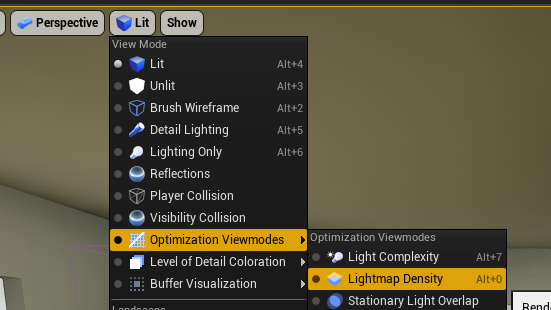 Perspective Lit Show
View Mode
Lit Alt+4
Unlit Alt+3
Brush Wireframe Alt+2
Detail Lighting Alt+5
Lighting Only Alt+6
Reflections
Player Collision
Visibility Collision
Optimization Viewmodes
Level of Detail Coloration
Buffer Visualization
Optimization Viewmodes
Light Complexity Alt+7
Lightmap Density Alt+0
Stationary Light Overlap